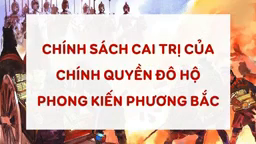 CHÍNH SÁCH CAI TRỊ CỦA
CHÍNH QUYỀN ĐÔ HỘ
PHONG KIẾN PHƯƠNG BẮC